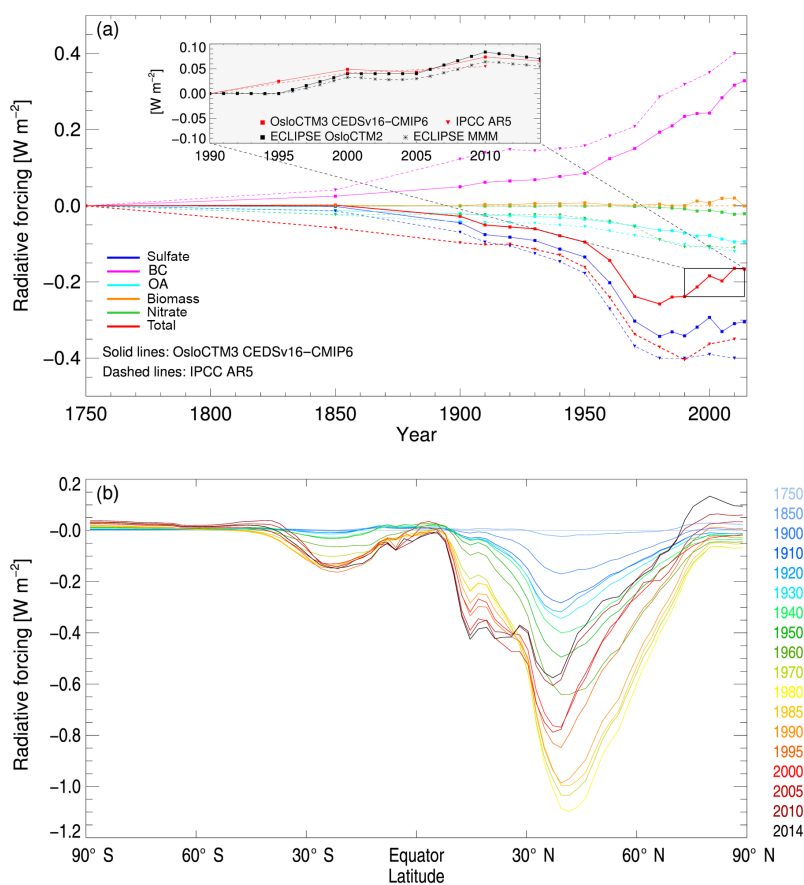 (a)
0.4
0.2
0.0
−0.2
−0.4
Radiative forcing [W m−2]
0.10
0.05
0.00
−0.05
−0.10
[W m−2]
OsloCTM3 CEDSv16−CMIP6 IPCC AR5
ECLIPSE OsloCTM2 ECLIPSE MMM
1990 1995 2000 2005 2010
Sulfate
BC
OA
Biomass
Nitrate
Total
Solid lines: OsloCTM3 CEDSv16−CMIP6
Dashed lines: IPCC AR5
1750 1800 1850 1900 1950 2000
Year
(b)
0.2
−0.0
−0.2
−0.4
−0.6
−0.8
−1.0
−1.2
Radiative forcing [W m−2]
90° S 60° S 30° S Equator 30° N 60° N 90° N
Latitude
1750
1850
1900
1910
1920
1930
1940
1950
1960
1970
1980
1985
1990
1995
2000
2005
2010
2014